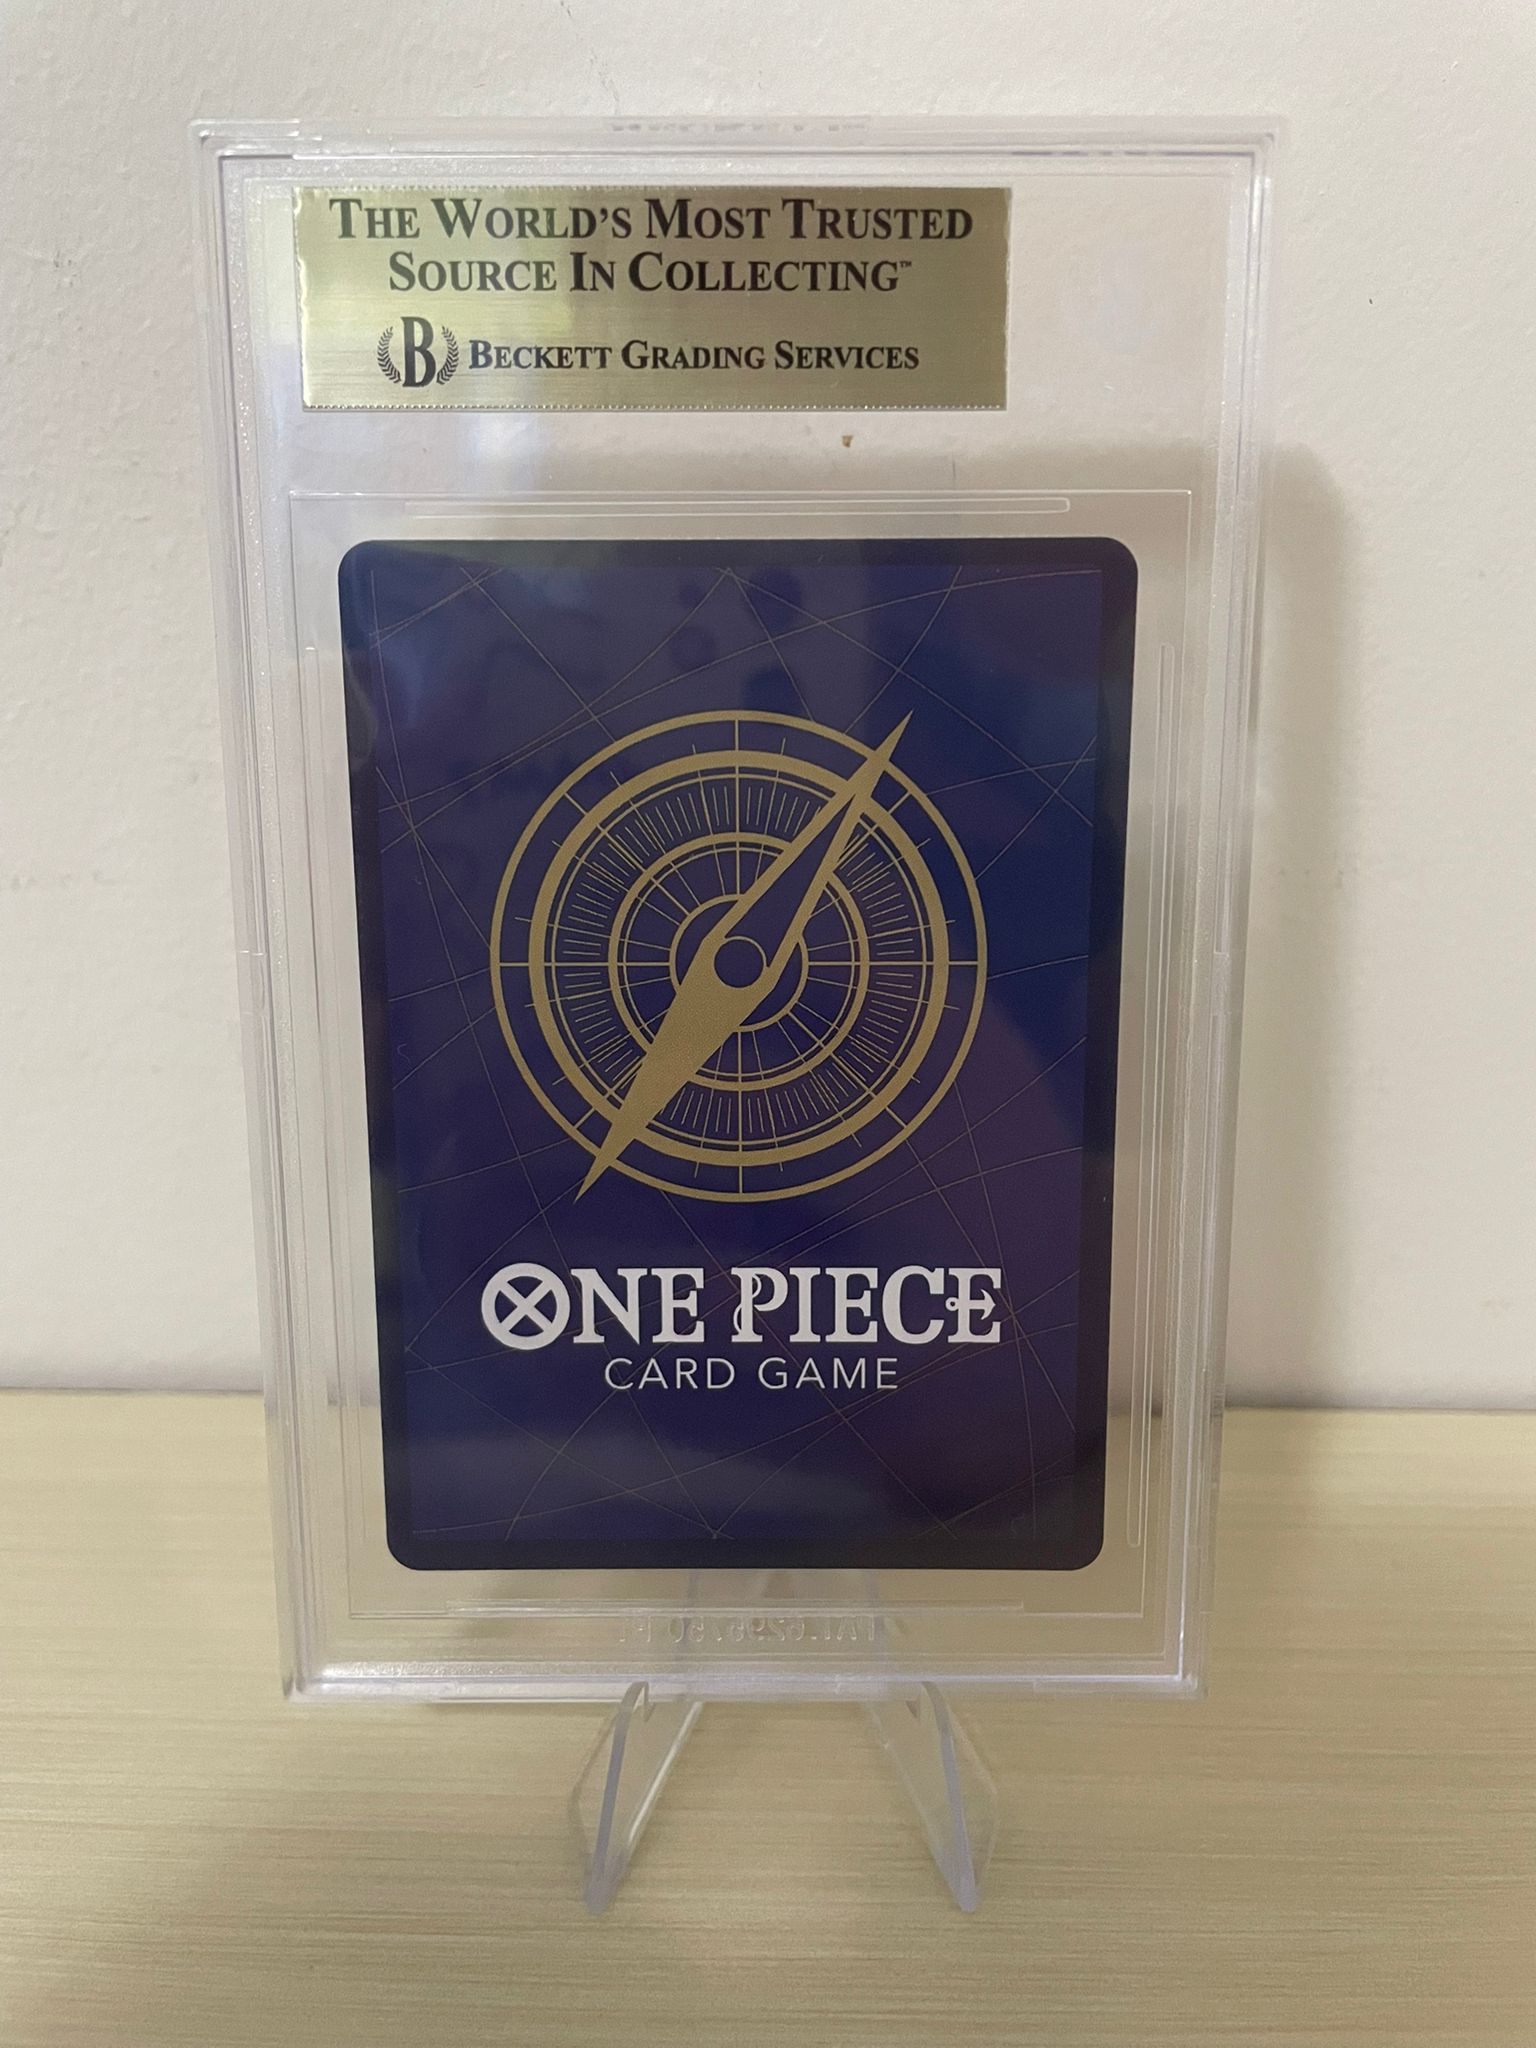 THE WORLD'S MOST TRUSTED
SOURCE IN COLLECTING™
B BECKETT GRADING SERVICES
ONE PIECE
CARD GAME